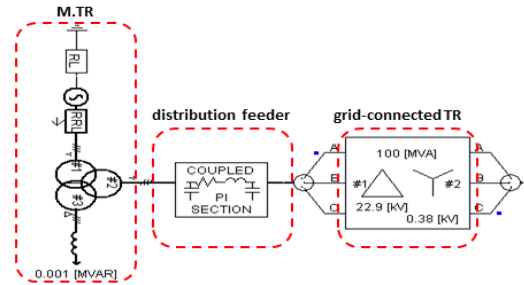 M.TR
RL
S
RRL
#1
#2
#3
0.001 [MVAR]
distribution feeder
COUPLED
PI
SECTION
grid-connected TR
A
B
C
100 [MVA]
#1
#2
22.9 [kV]
0.38 [kV]
A
B
C